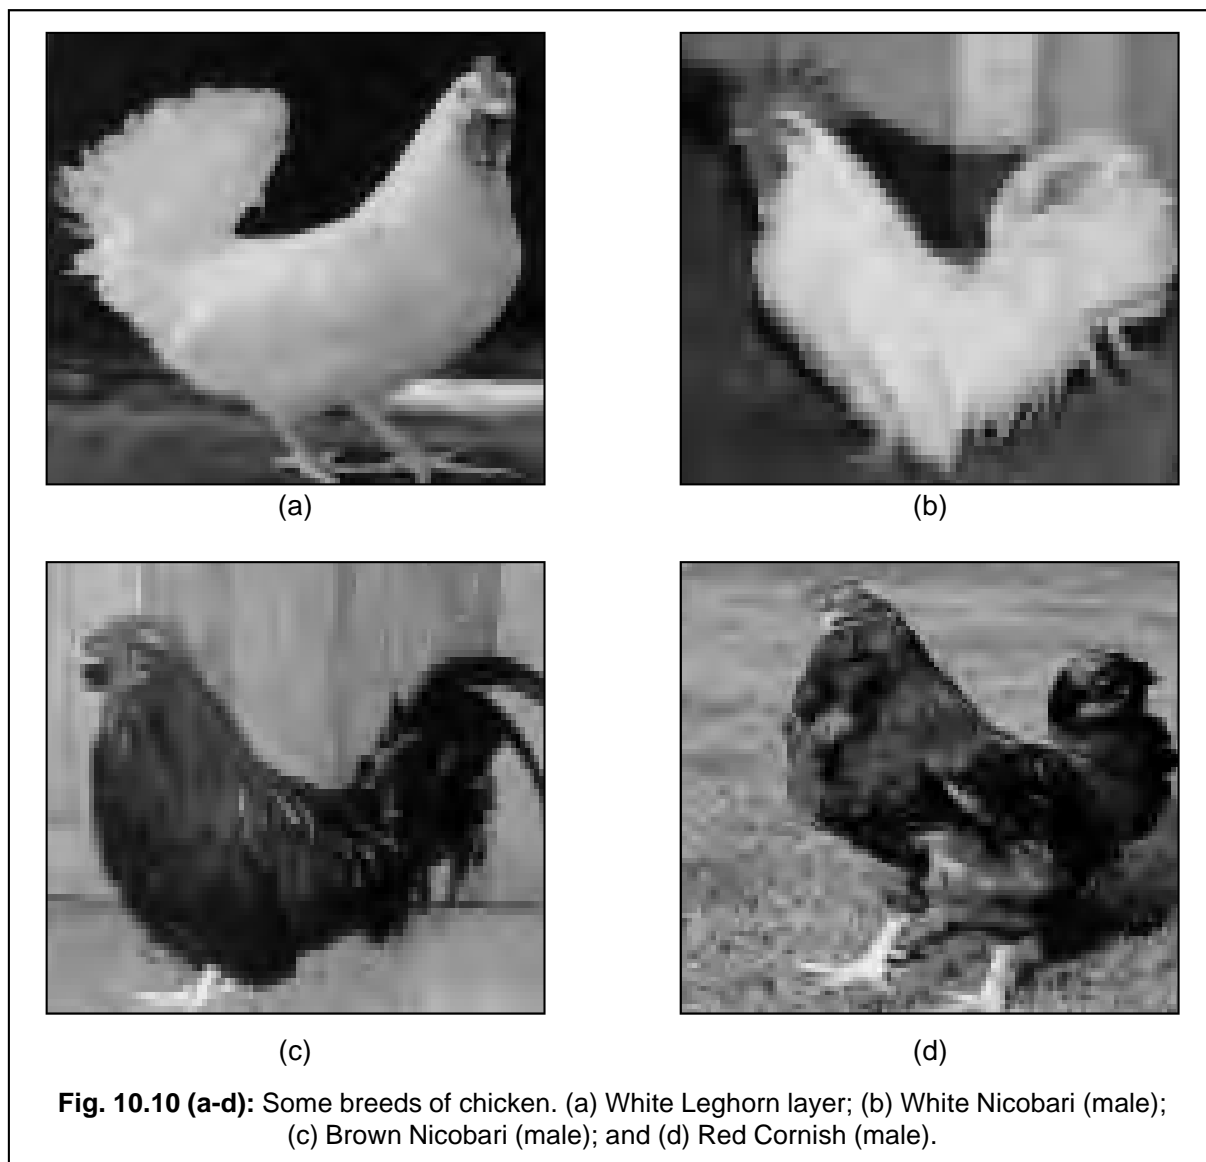 (a)
(b)
(c)
(d)
Fig. 10.10 (a-d): Some breeds of chicken. (a) White Leghorn layer; (b) White Nicobari (male);
(c) Brown Nicobari (male); and (d) Red Cornish (male).